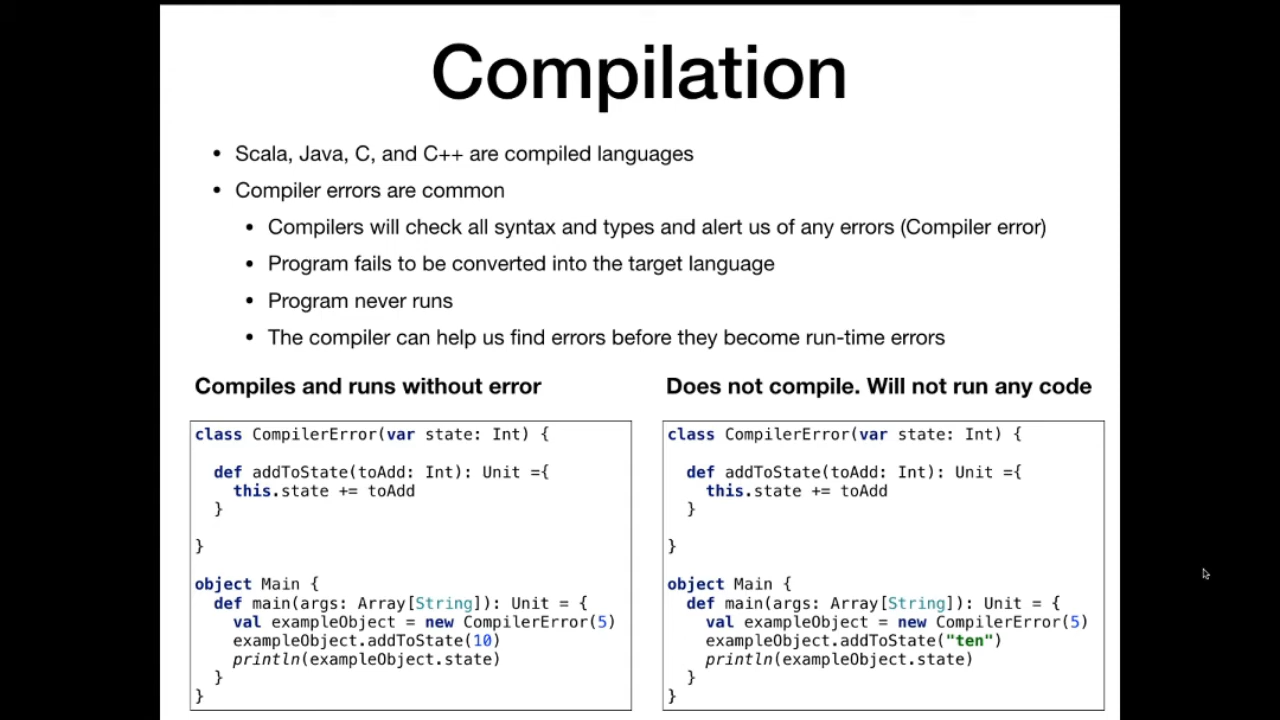 Compilation
• Scala, Java, C, and C++ are compiled languages
• Compiler errors are common
• Compilers will check all syntax and types and alert us of any errors (Compiler error)
• Program fails to be converted into the target language
• Program never runs
• The compiler can help us find errors before they become run-time errors
Compiles and runs without error
class CompilerError(var state: Int) {
  def addToState(toAdd: Int): Unit ={
    this.state += toAdd
  }
}
object Main {
  def main(args: Array[String]): Unit = {
    val exampleObject = new CompilerError(5)
    exampleObject.addToState(10)
    println(exampleObject.state)
  }
}
Does not compile. Will not run any code
class CompilerError(var state: Int) {
  def addToState(toAdd: Int): Unit ={
    this.state += toAdd
  }
}
object Main {
  def main(args: Array[String]): Unit = {
    val exampleObject = new CompilerError(5)
    exampleObject.addToState("ten")
    println(exampleObject.state)
  }
}